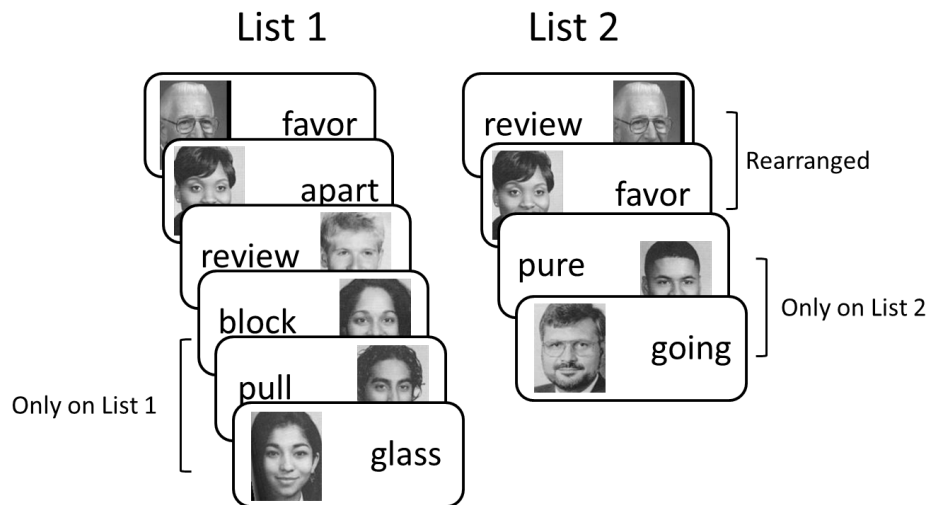 List 1
favor
apart
review
block
pull
glass
Only on List 1
List 2
review
favor
pure
going
Rearranged
Only on List 2